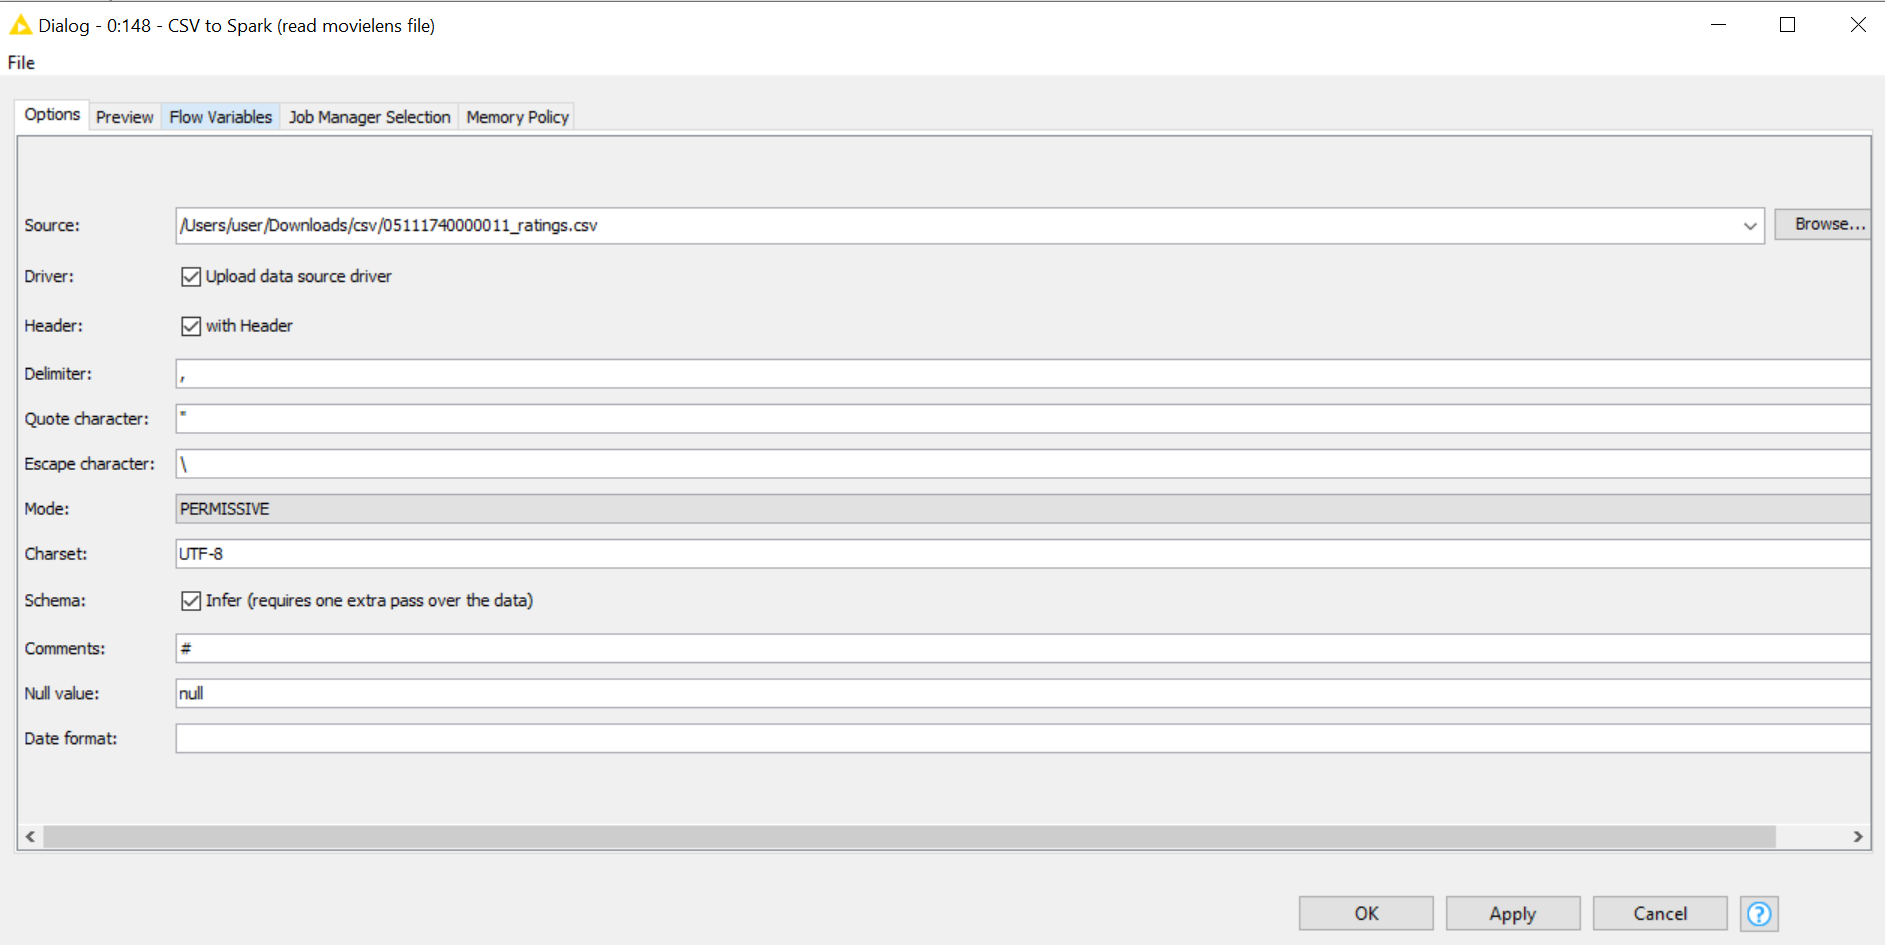 Dialog - 0:148 - CSV to Spark (read movielens file)
File
Options Preview Flow Variables Job Manager Selection Memory Policy
Source: /Users/user/Downloads/csv/05111740000011_ratings.csv Browse...
Driver: Upload data source driver
Header: with Header
Delimiter: ,
Quote character: "
Escape character: \
Mode: PERMISSIVE
Charset: UTF-8
Schema: Infer (requires one extra pass over the data)
Comments: #
Null value: null
Date format:
OK Apply Cancel ?